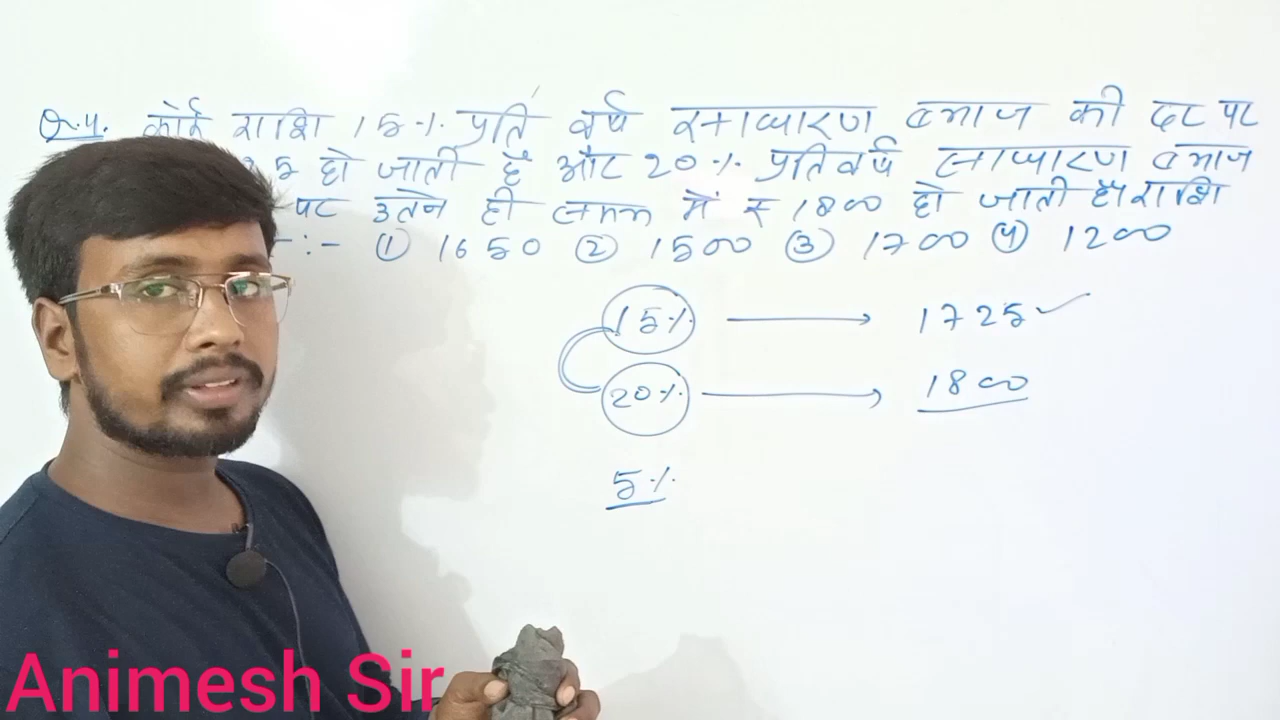 Q.4. कोई राशि 15% प्रति वर्ष साधारण ब्याज की दर पर
25 हो जाती है और 20% प्रतिवर्ष साधारण ब्याज
पर उतने ही समय में ₹ 1800 हो जाती है। राशि
:- ① 1650 ② 1500 ③ 1700 ④ 1200
15% → 1725 ✓
20% → 1800
5%
Animesh Sir